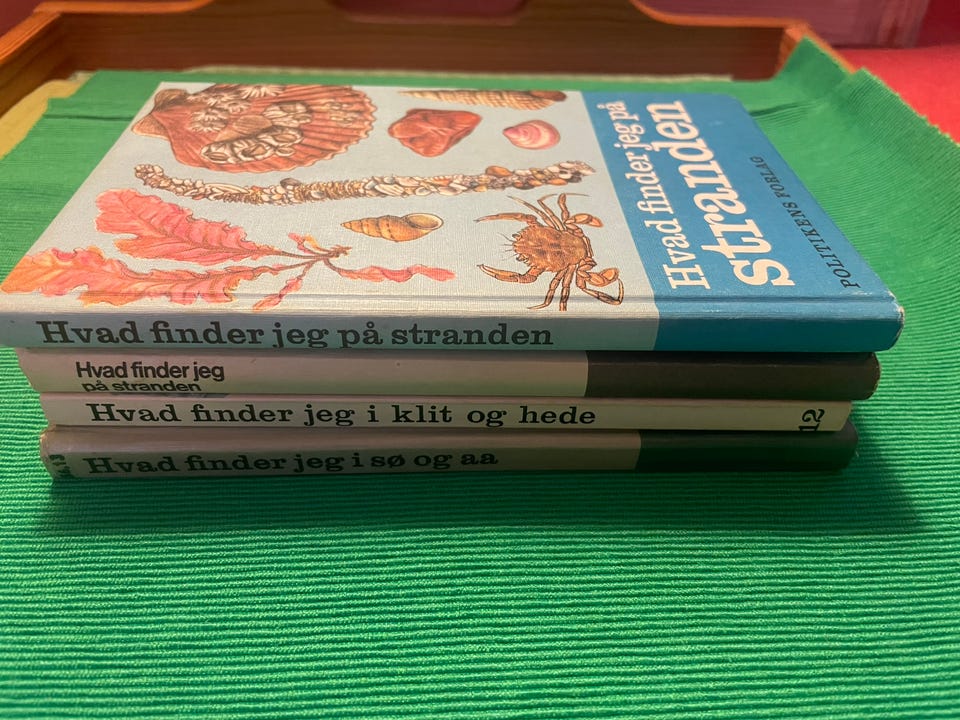 Hvad finder jeg på
stranden
POLITIKENS FORLAG
Hvad finder jeg på stranden
Hvad finder jeg
på stranden
Hvad finder jeg i klit og hede
12
Hvad finder jeg i sø og aa